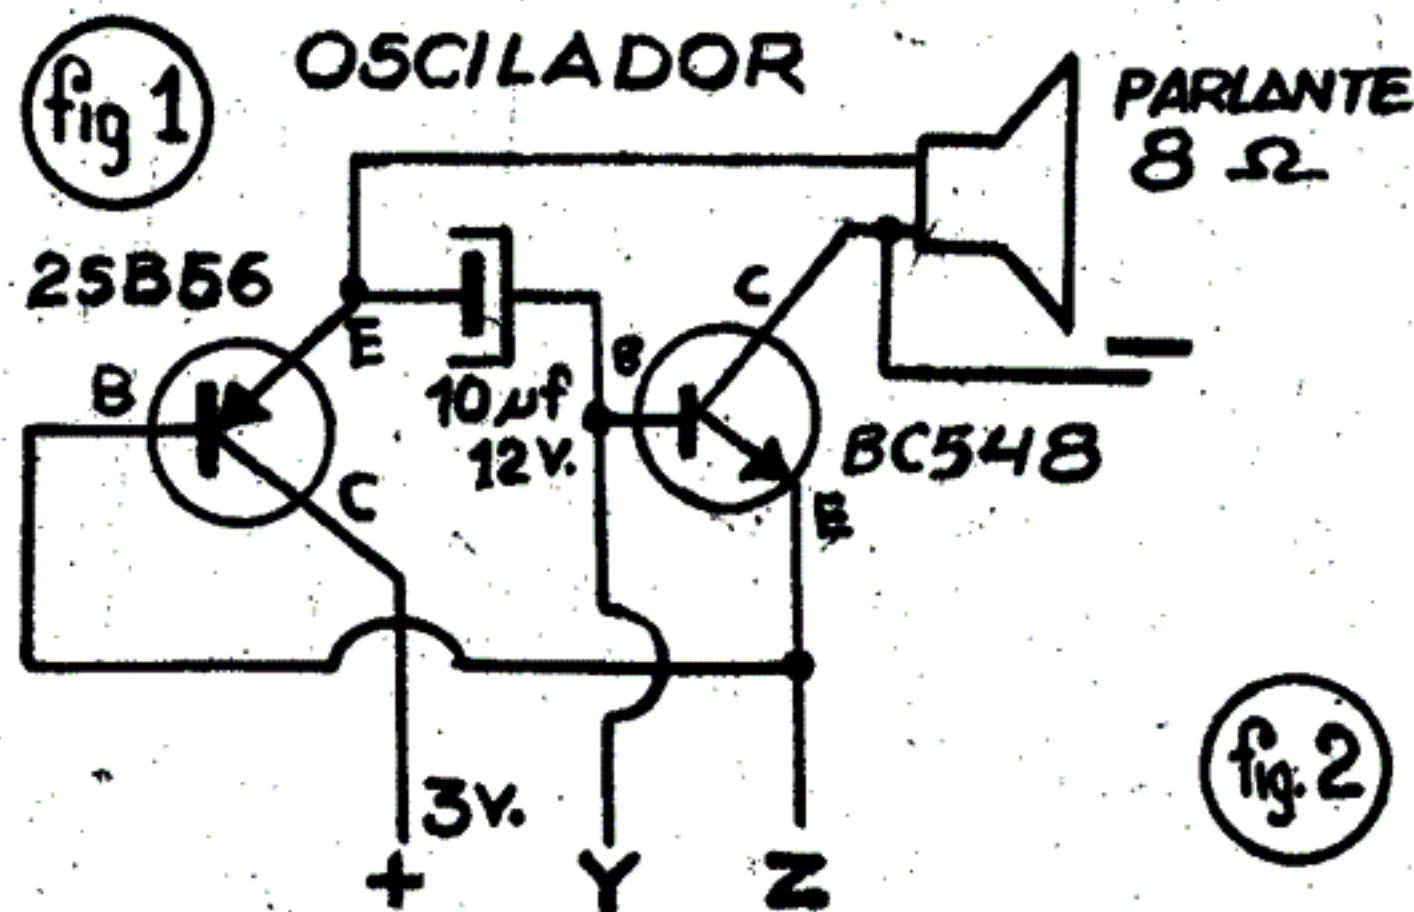 fig 1
OSCILADOR
PARLANTE
8 Ω
2SB56
E
C
B
B
10 µf
12 v.
C
BC548
E
3v.
+
Y
Z
fig. 2